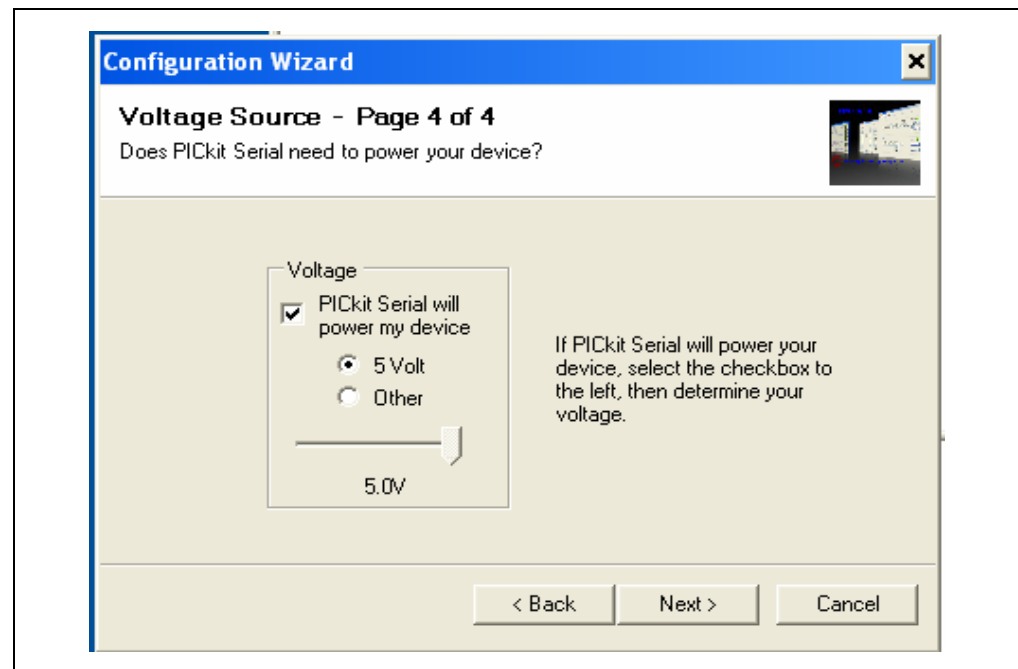 Configuration Wizard
Voltage Source - Page 4 of 4
Does PICkit Serial need to power your device?
Voltage
PICkit Serial will
power my device
5 Volt
Other
5.0V
If PICkit Serial will power your
device, select the checkbox to
the left, then determine your
voltage.
< Back
Next >
Cancel